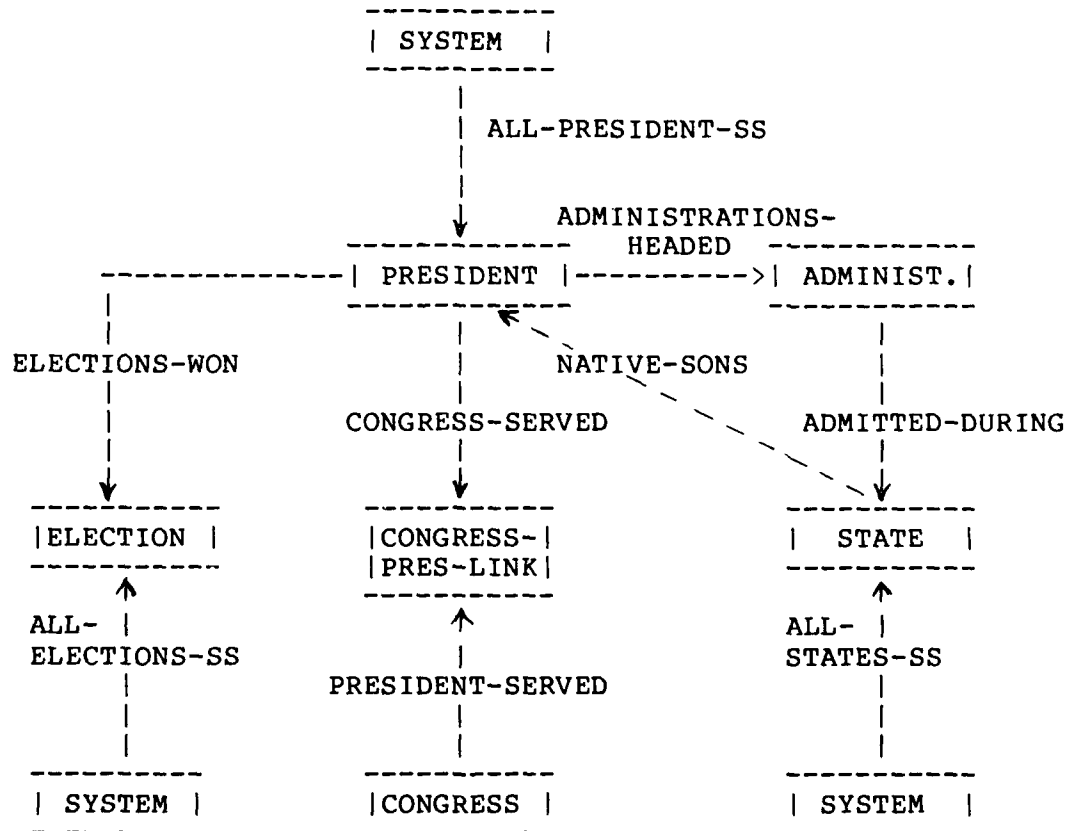 SYSTEM
ALL-PRESIDENT-SS
ADMINISTRATIONS-
HEADED
PRESIDENT
ADMINIST.
ELECTIONS-WON
NATIVE-SONS
CONGRESS-SERVED
ADMITTED-DURING
ELECTION
CONGRESS-
PRES-LINK
STATE
ALL-
ELECTIONS-SS
ALL-
STATES-SS
PRESIDENT-SERVED
SYSTEM
CONGRESS
SYSTEM